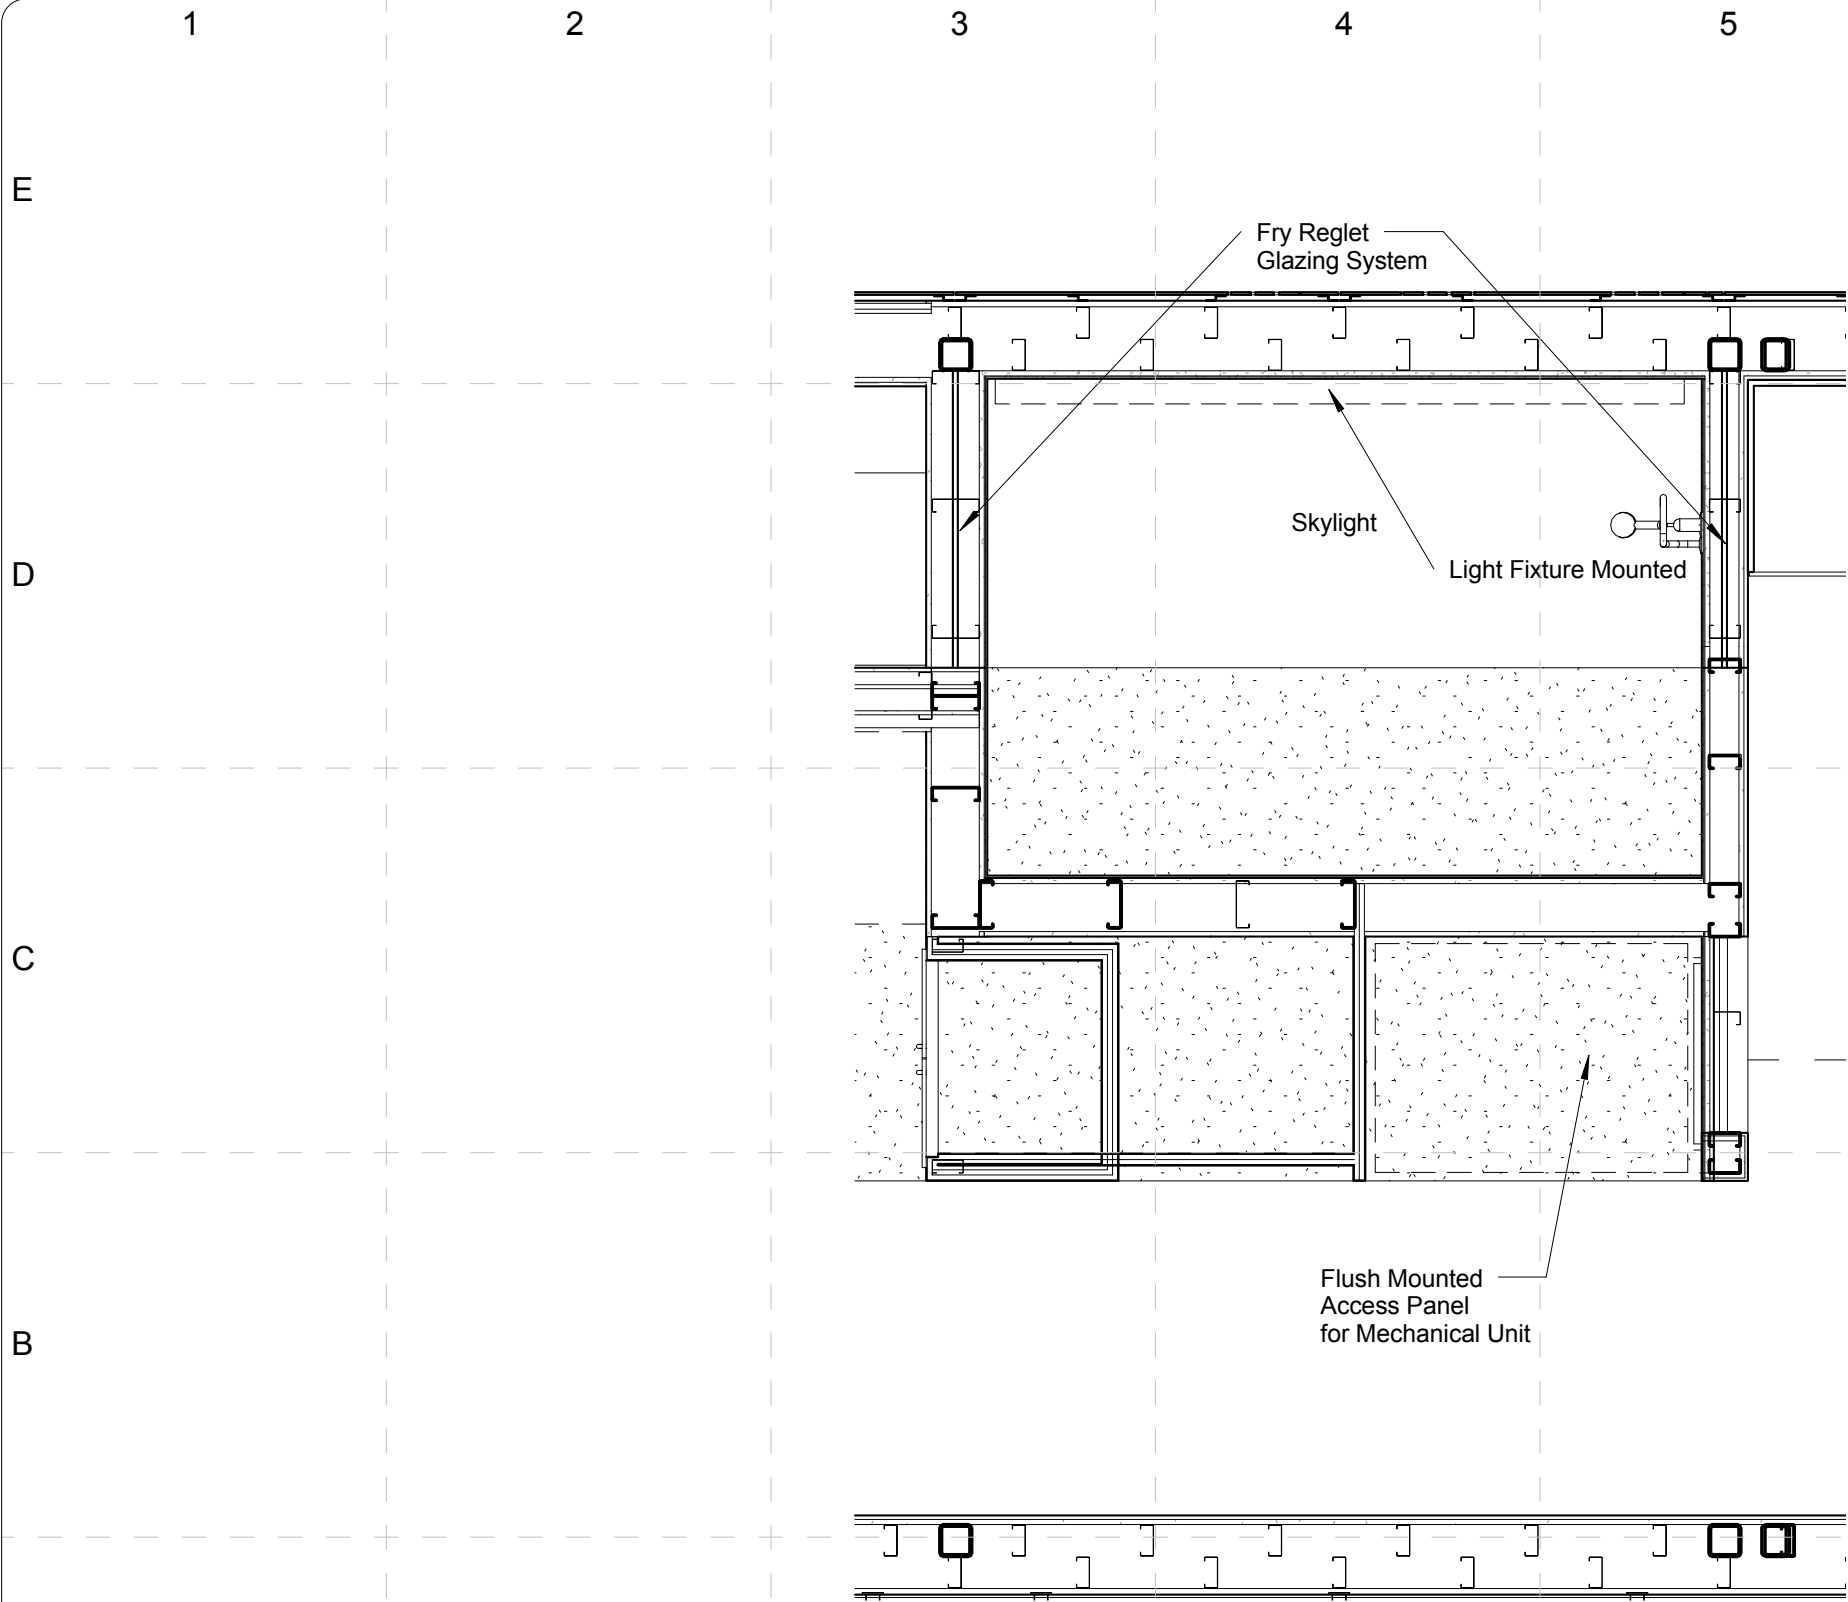 1 2 3 4 5
E
Fry Reglet
Glazing System
Skylight
D
Light Fixture Mounted
C
Flush Mounted
Access Panel
for Mechanical Unit
B